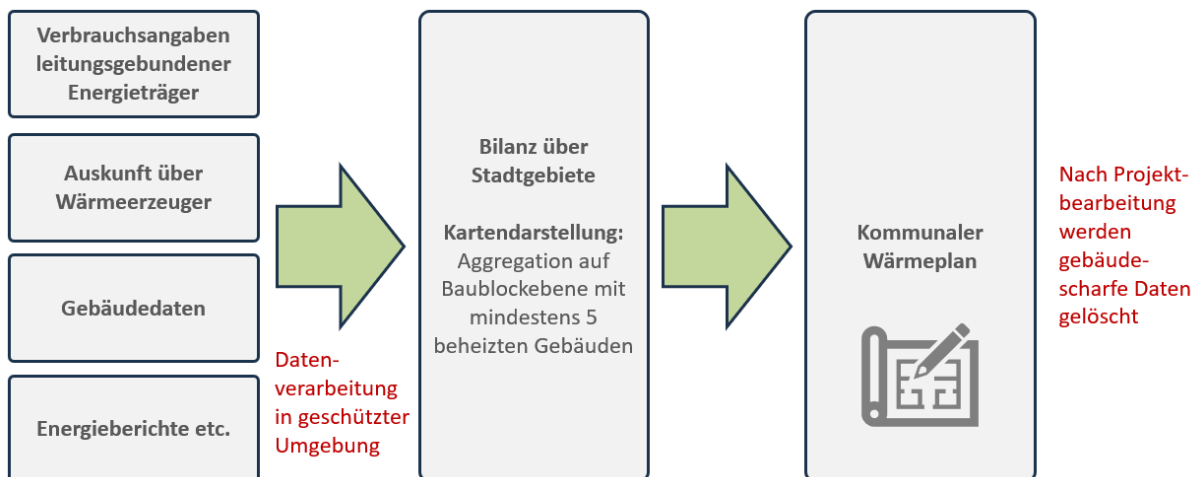 Verbrauchsangaben
leitungsgebundener
Energieträger
Auskunft über
Wärmeerzeuger
Gebäudedaten
Energieberichte etc.
Daten-
verarbeitung
in geschützter
Umgebung
Bilanz über
Stadtgebiete
Kartendarstellung:
Aggregation auf
Baublockebene mit
mindestens 5
beheizten Gebäuden
Kommunaler
Wärmeplan
Nach Projekt-
bearbeitung
werden
gebäude-
scharfe Daten
gelöscht